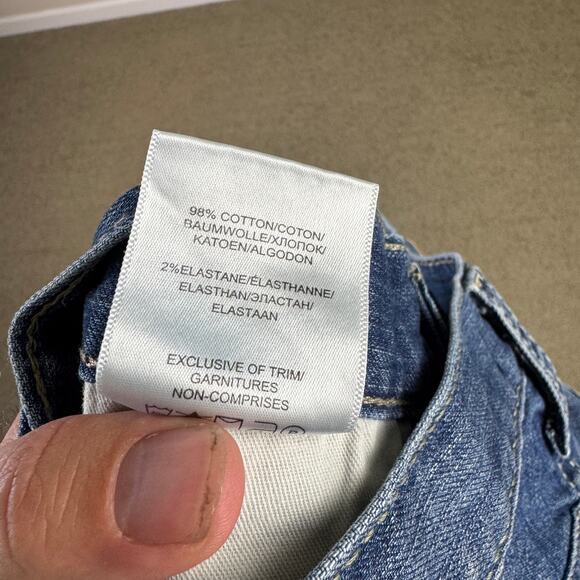 98% COTTON/COTON/
BAUMWOLLE/ХЛОПОК/
KATOEN/ALGODON
2%ELASTANE/ÉLASTHANNE/
ELASTHAN/ЭЛАСТАН/
ELASTAAN
EXCLUSIVE OF TRIM/
GARNITURES
NON-COMPRISES